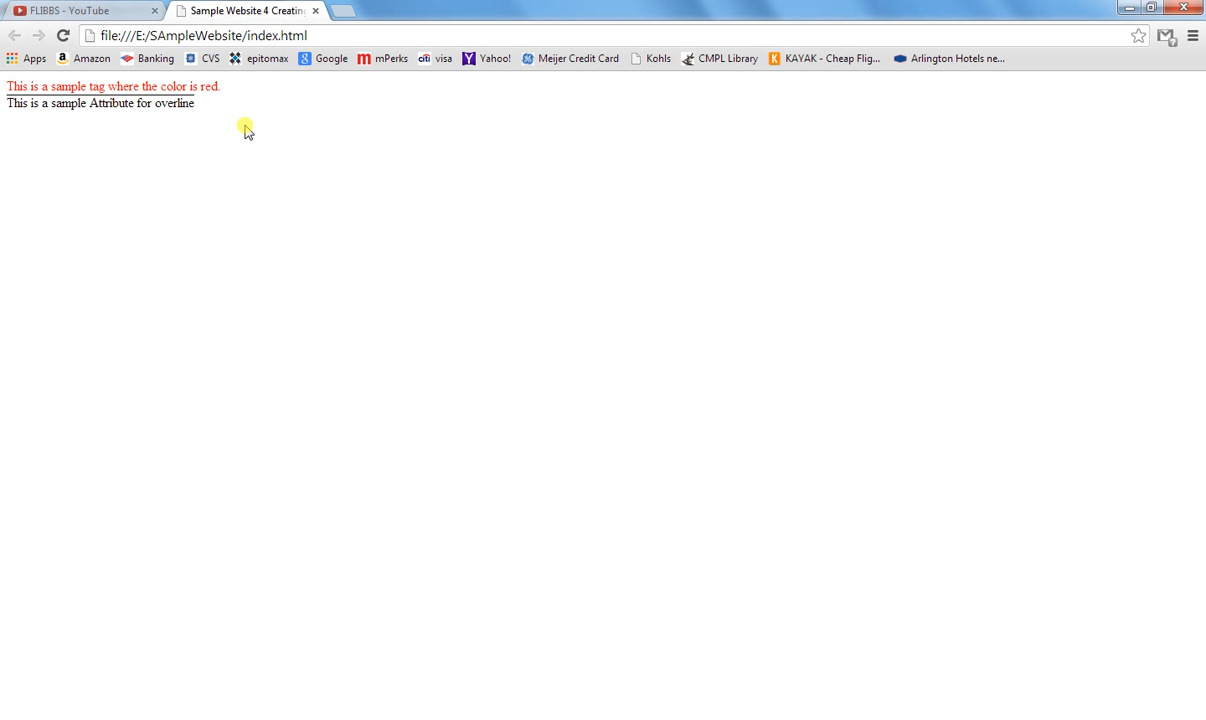 FLIBBS - YouTube
Sample Website 4 Creatin
file:///E:/SAmpleWebsite/index.html
Apps Amazon Banking CVS epitomax Google mPerks visa Yahoo! Meijer Credit Card Kohls CMPL Library KAYAK - Cheap Flig... Arlington Hotels ne...
This is a sample tag where the color is red.
This is a sample Attribute for overline